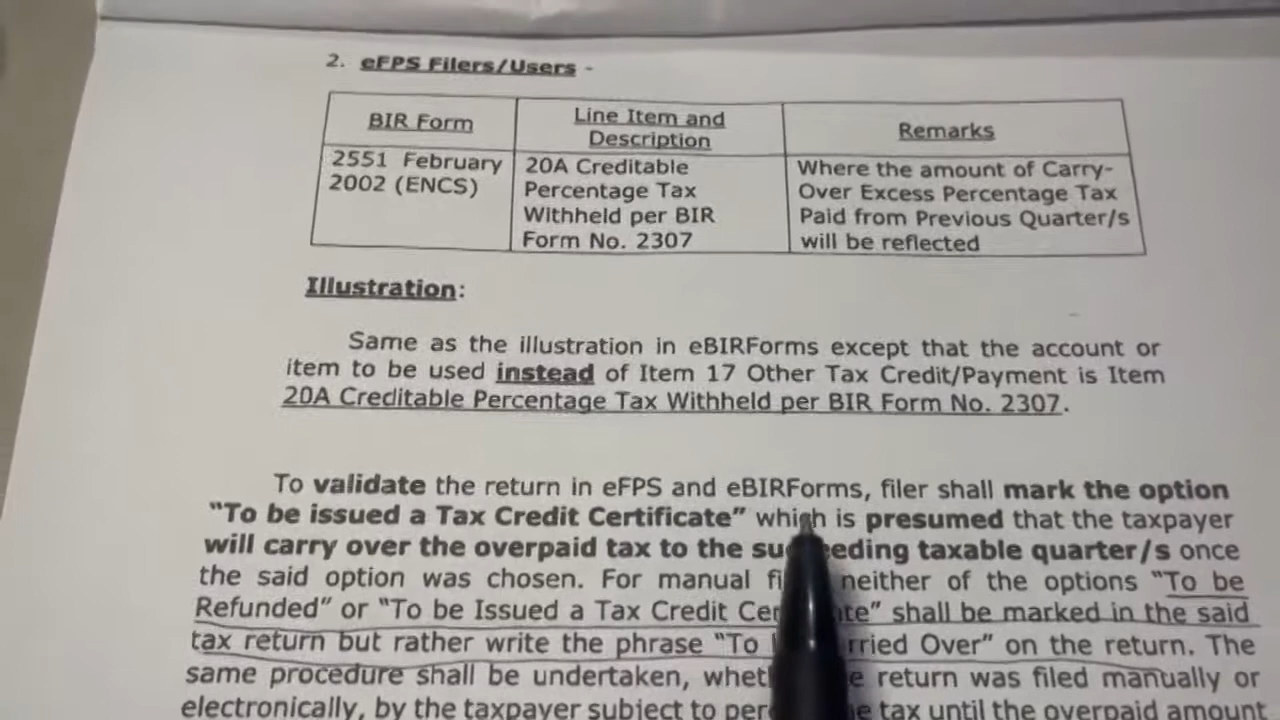 2. eFPS Filers/Users -
BIR Form
Line Item and
Description
Remarks
2551 February
2002 (ENCS)
20A Creditable
Percentage Tax
Withheld per BIR
Form No. 2307
Where the amount of Carry-
Over Excess Percentage Tax
Paid from Previous Quarter/s
will be reflected
Illustration:
Same as the illustration in eBIRForms except that the account or
item to be used instead of Item 17 Other Tax Credit/Payment is Item
20A Creditable Percentage Tax Withheld per BIR Form No. 2307.
To validate the return in eFPS and eBIRForms, filer shall mark the option
"To be issued a Tax Credit Certificate" which is presumed that the taxpayer
will carry over the overpaid tax to the succeeding taxable quarter/s once
the said option was chosen. For manual neither of the options "To be
Refunded" or "To be Issued a Tax Credit Certificate" shall be marked in the said
tax return but rather write the phrase "To Carried Over" on the return. The
same procedure shall be undertaken, return was filed manually or
electronically, by the taxpayer subject to tax until the overpaid amount